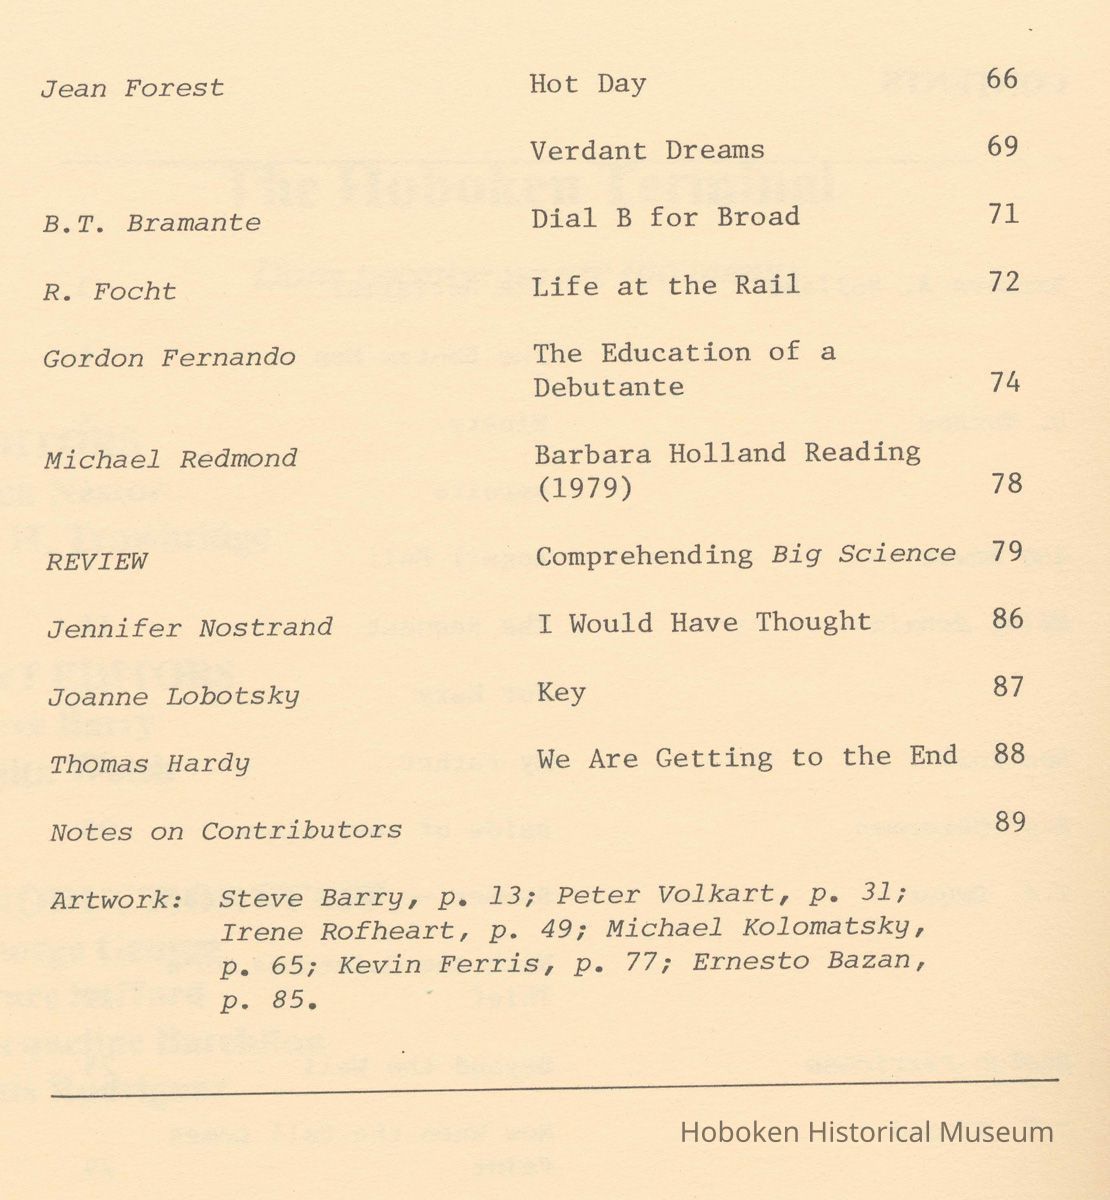 Jean Forest Hot Day 66
Verdant Dreams 69
B.T. Bramante Dial B for Broad 71
R. Focht Life at the Rail 72
Gordon Fernando The Education of a
Debutante 74
Michael Redmond Barbara Holland Reading
(1979) 78
REVIEW Comprehending Big Science 79
Jennifer Nostrand I Would Have Thought 86
Joanne Lobotsky Key 87
Thomas Hardy We Are Getting to the End 88
Notes on Contributors 89
Artwork: Steve Barry, p. 13; Peter Volkart, p. 31;
Irene Rofheart, p. 49; Michael Kolomatsky,
p. 65; Kevin Ferris, p. 77; Ernesto Bazan,
p. 85.
Hoboken Historical Museum